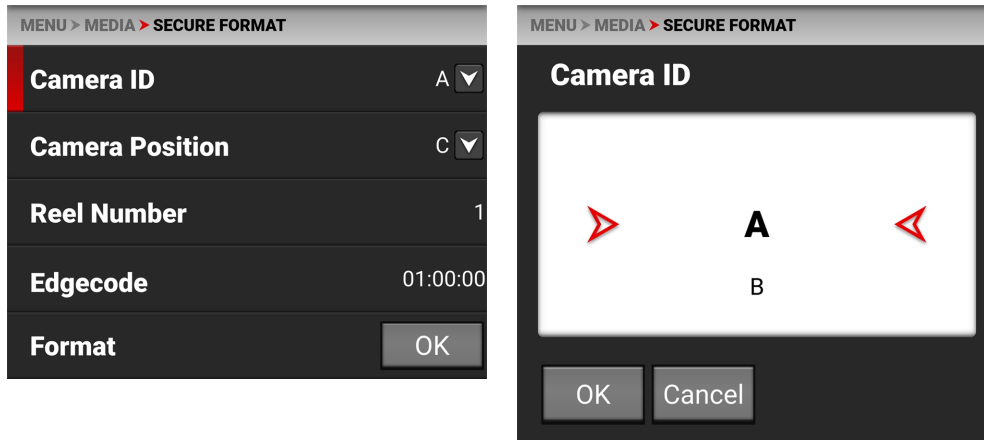 MENU > MEDIA > SECURE FORMAT
Camera ID A
Camera Position C
Reel Number 1
Edgecode 01:00:00
Format OK
MENU > MEDIA > SECURE FORMAT
Camera ID
A
B
OK Cancel